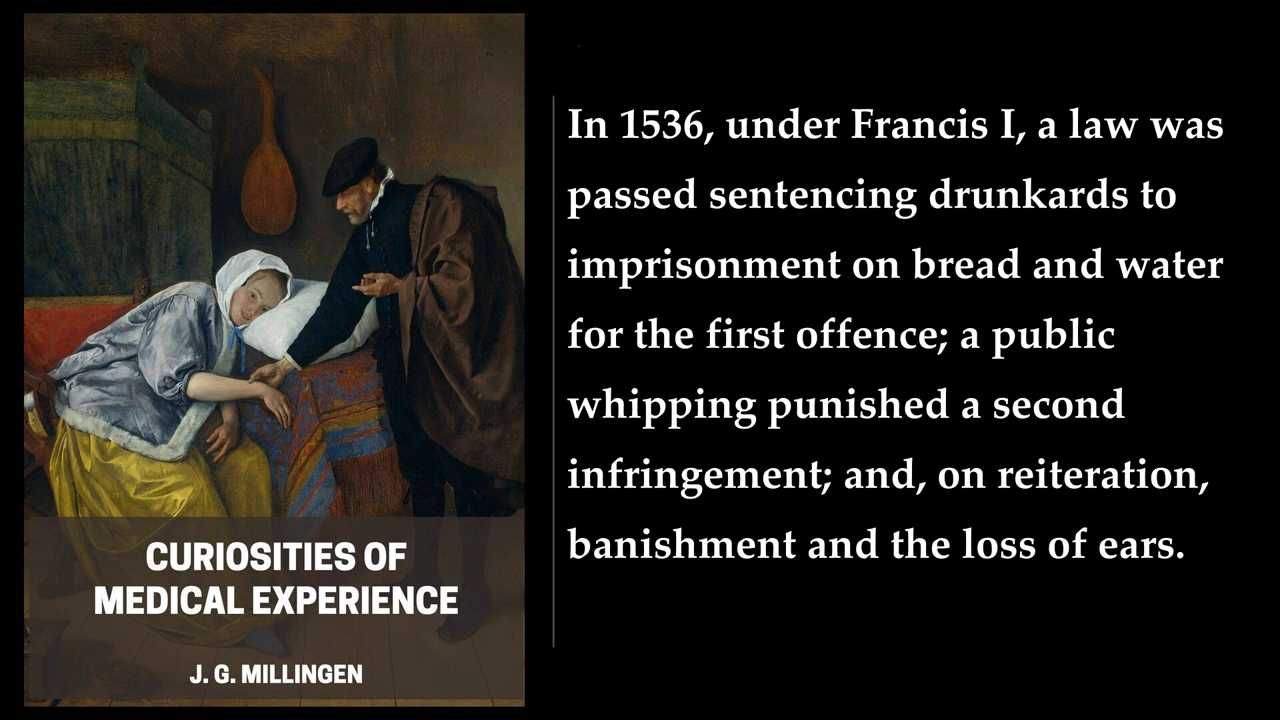 CURIOSITIES OF
MEDICAL EXPERIENCE
J. G. MILLINGEN
In 1536, under Francis I, a law was
passed sentencing drunkards to
imprisonment on bread and water
for the first offence; a public
whipping punished a second
infringement; and, on reiteration,
banishment and the loss of ears.